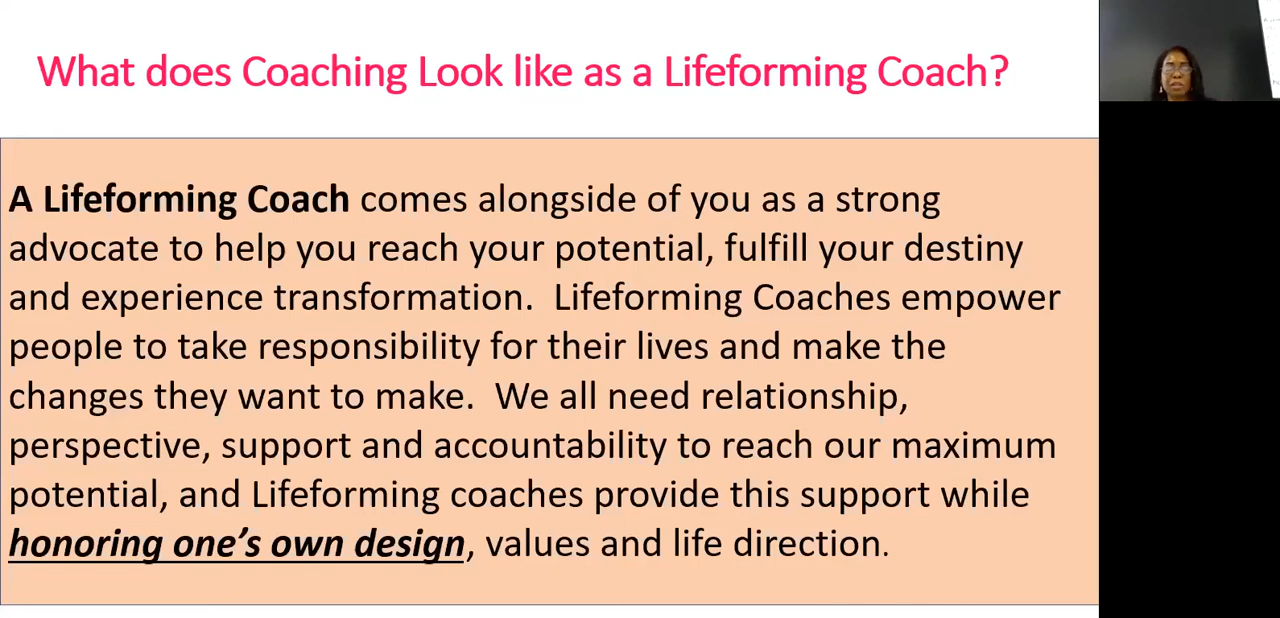 What does Coaching Look like as a Lifeforming Coach?
A Lifeforming Coach comes alongside of you as a strong
advocate to help you reach your potential, fulfill your destiny
and experience transformation.  Lifeforming Coaches empower
people to take responsibility for their lives and make the
changes they want to make.  We all need relationship,
perspective, support and accountability to reach our maximum
potential, and Lifeforming coaches provide this support while
honoring one’s own design, values and life direction.